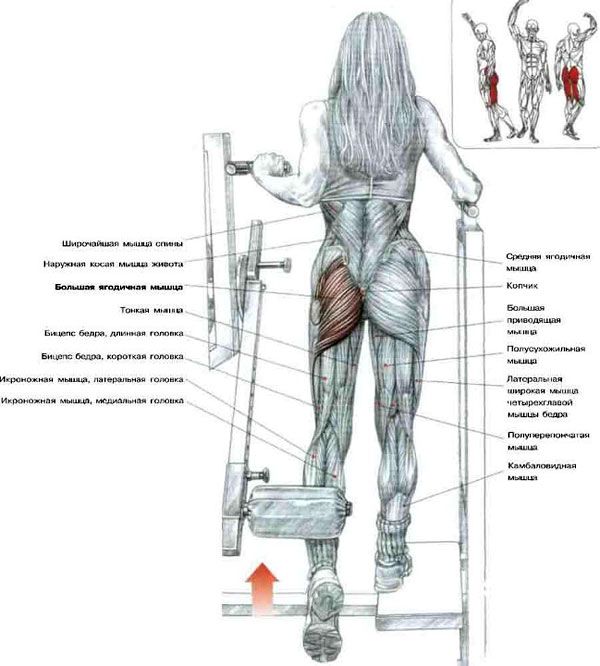 Широчайшая мышца спины
Наружная косая мышца живота
Большая ягодичная мышца
Тонкая мышца
Бицепс бедра, длинная головка
Бицепс бедра, короткая головка
Икроножная мышца, латеральная головка
Икроножная мышца, медиальная головка
Средняя ягодичная
мышца
Копчик
Большая
приводящая
мышца
Полусухожильная
мышца
Латеральная
широкая мышца
четырехглавой
мышцы бедра
Полуперепончатая
мышца
Камбаловидная
мышца